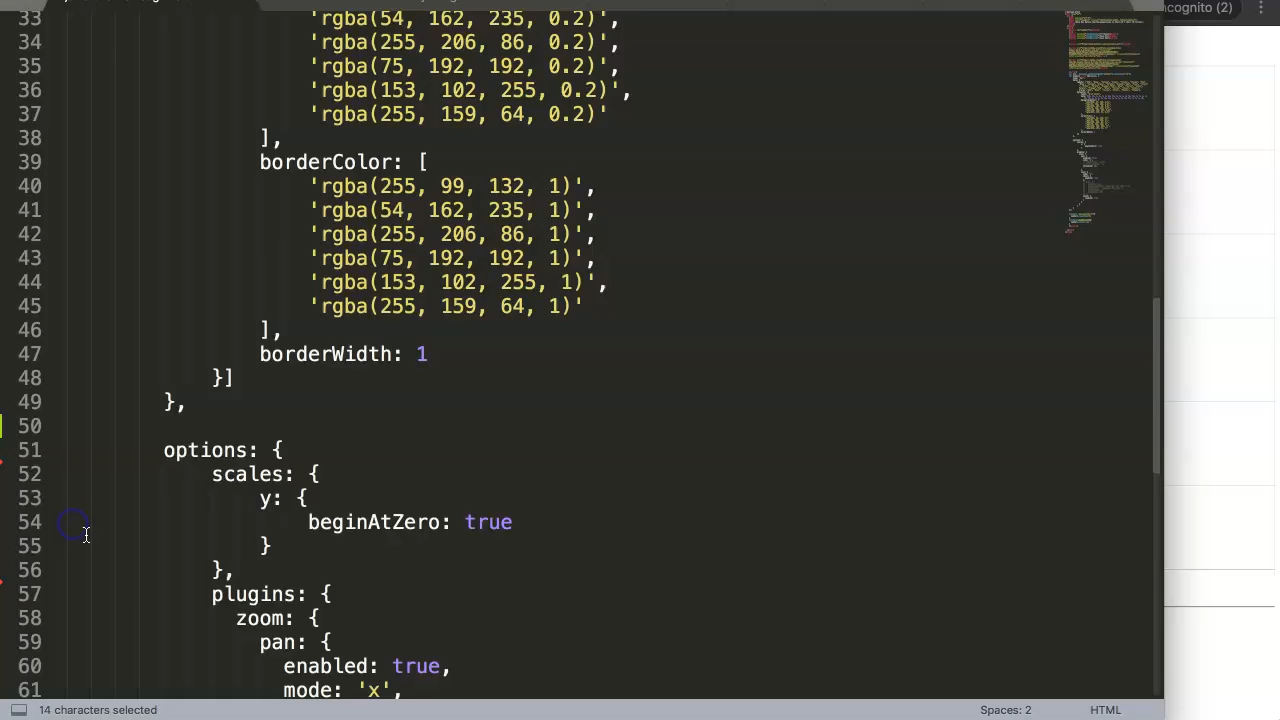 ncognito (2)
33 'rgba(54, 162, 235, 0.2)',
34 'rgba(255, 206, 86, 0.2)',
35 'rgba(75, 192, 192, 0.2)',
36 'rgba(153, 102, 255, 0.2)',
37 'rgba(255, 159, 64, 0.2)'
38 ],
39 borderColor: [
40 'rgba(255, 99, 132, 1)',
41 'rgba(54, 162, 235, 1)',
42 'rgba(255, 206, 86, 1)',
43 'rgba(75, 192, 192, 1)',
44 'rgba(153, 102, 255, 1)',
45 'rgba(255, 159, 64, 1)'
46 ],
47 borderWidth: 1
48 }]
49 },
50
51 options: {
52 scales: {
53 y: {
54 beginAtZero: true
55 }
56 },
57 plugins: {
58 zoom: {
59 pan: {
60 enabled: true,
61 mode: 'x',
14 characters selected
Spaces: 2
HTML